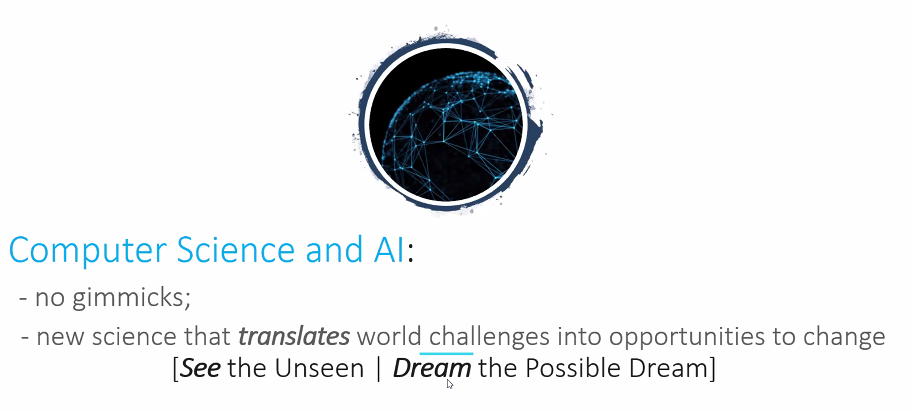 Computer Science and AI:
- no gimmicks;
- new science that translates world challenges into opportunities to change
[See the Unseen | Dream the Possible Dream]